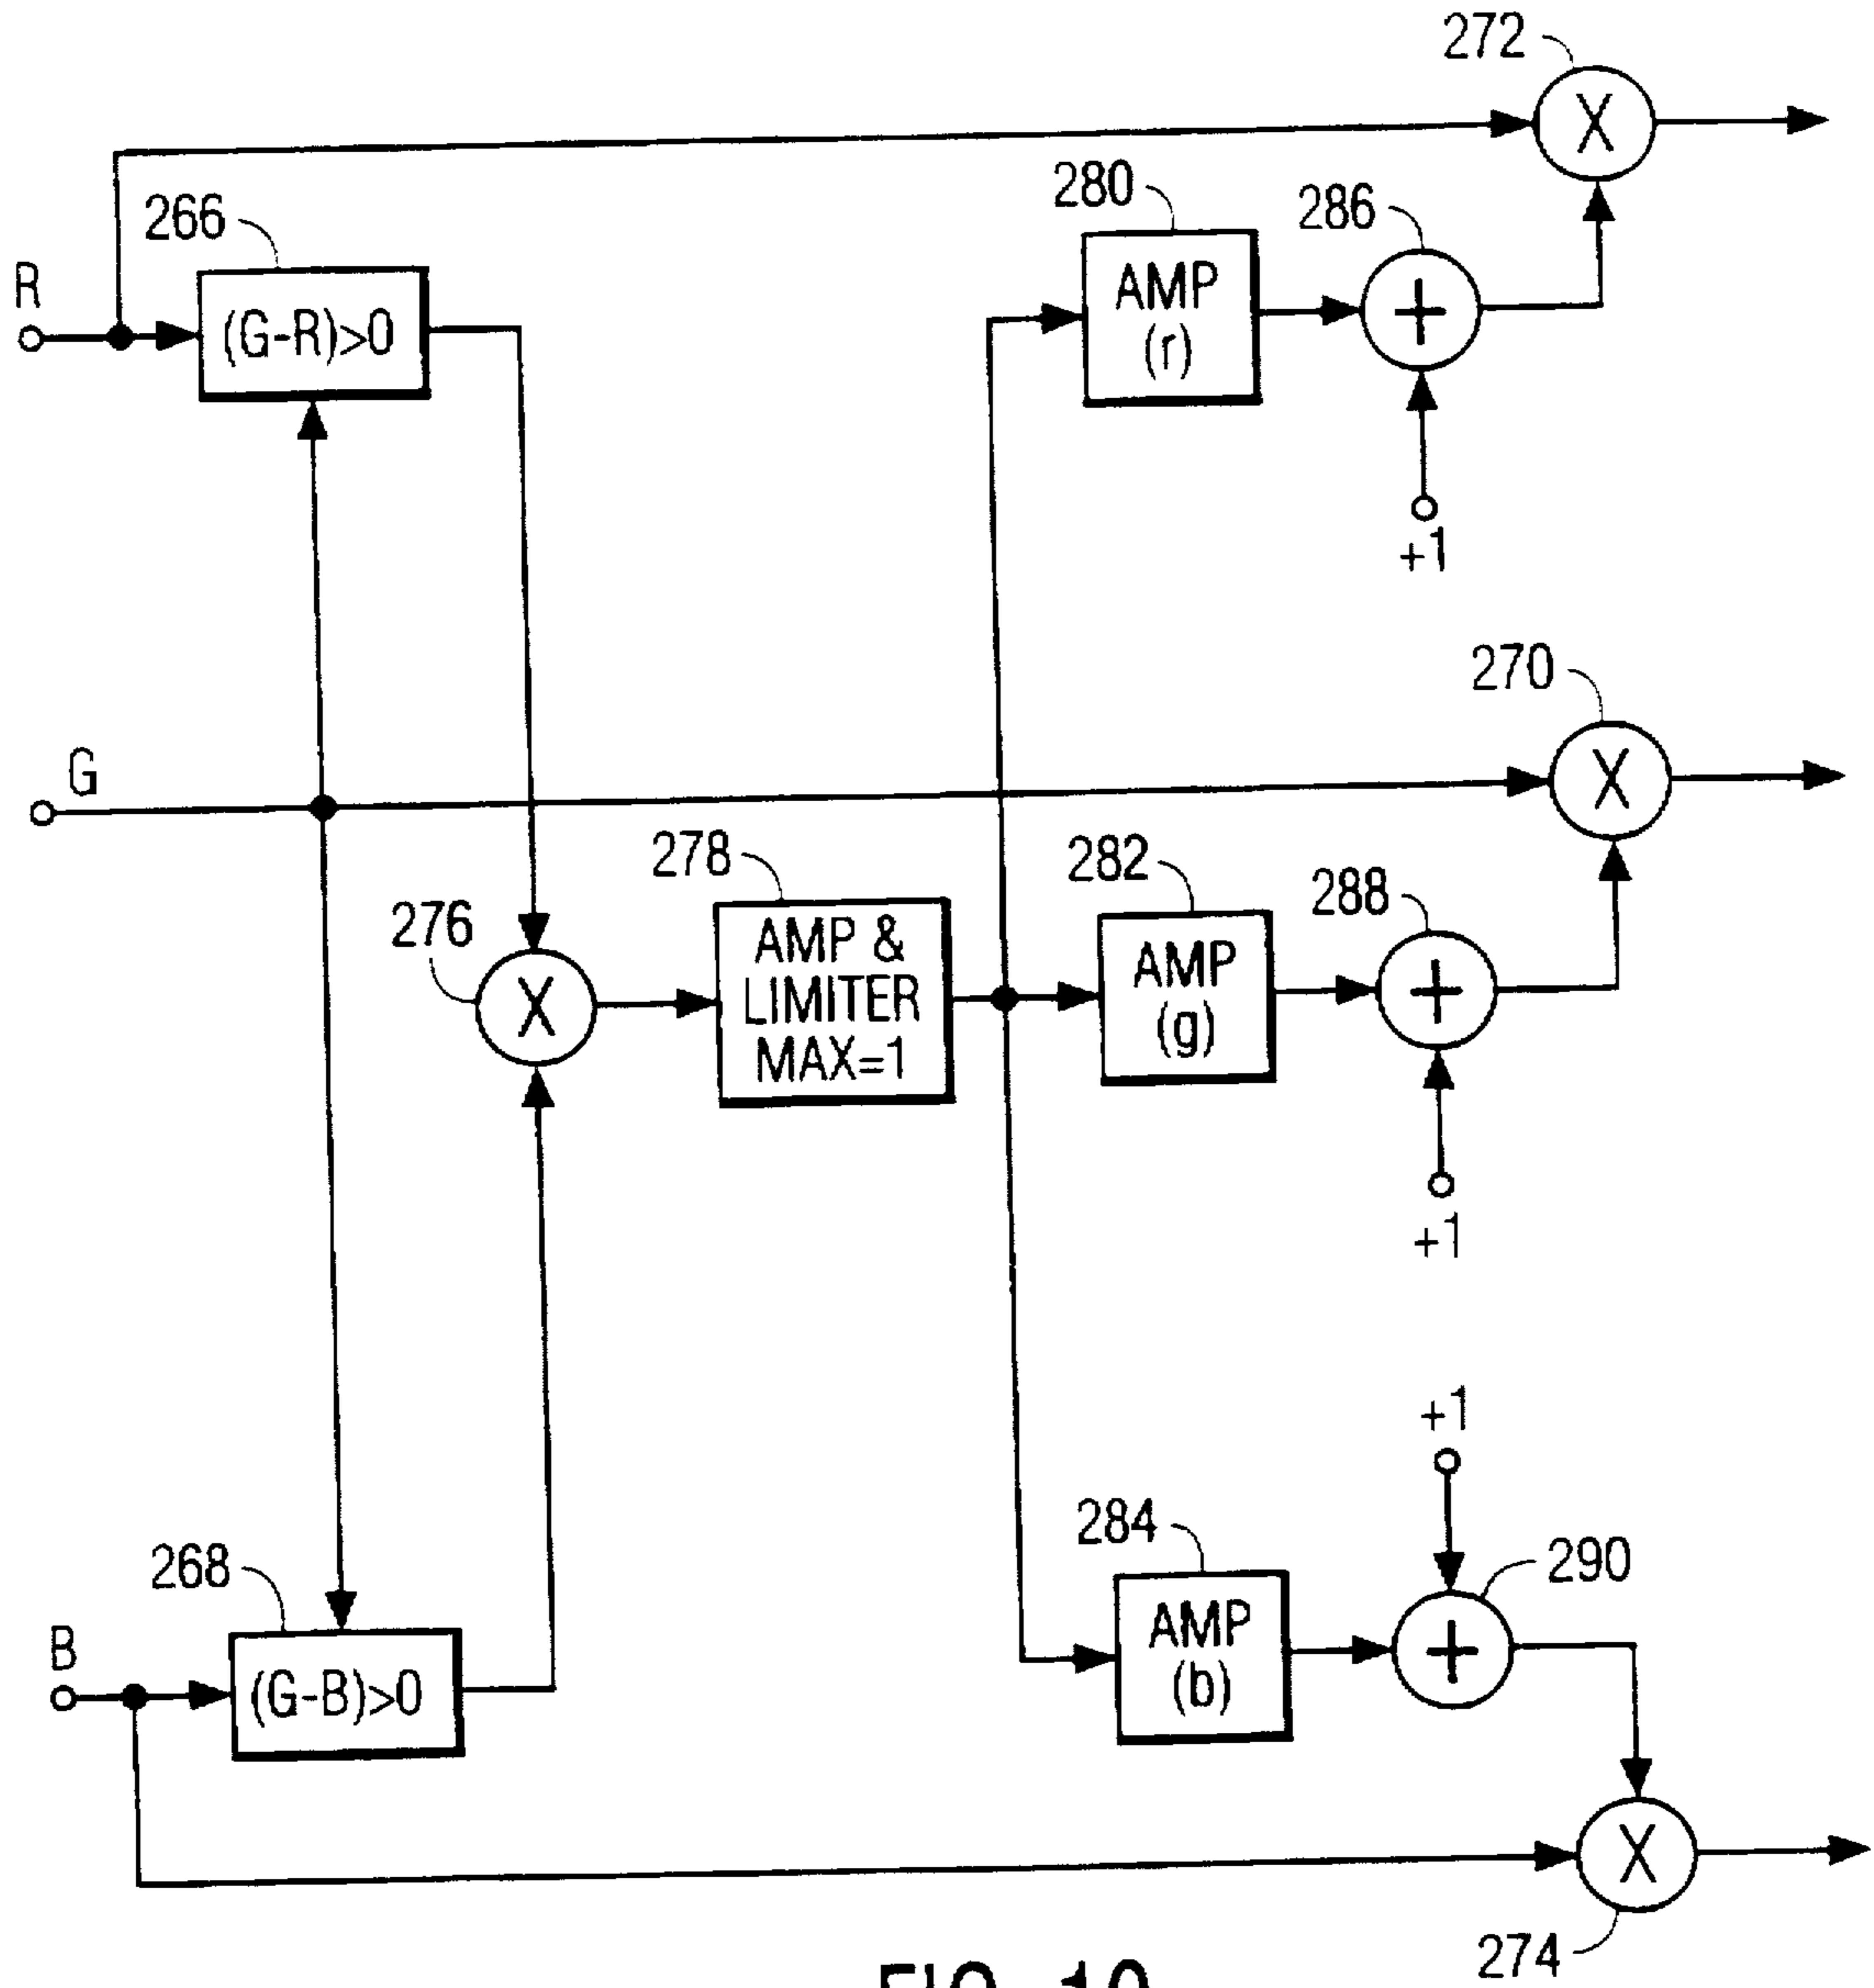 272
280
286
266
R
(G-R)>0
X
AMP
(r)
+
+1
270
G
X
278
282
288
276
AMP &
LIMITER
MAX=1
X
AMP
(g)
+
+1
+1
284
290
268
B
(G-B)>0
AMP
(b)
+
X
274